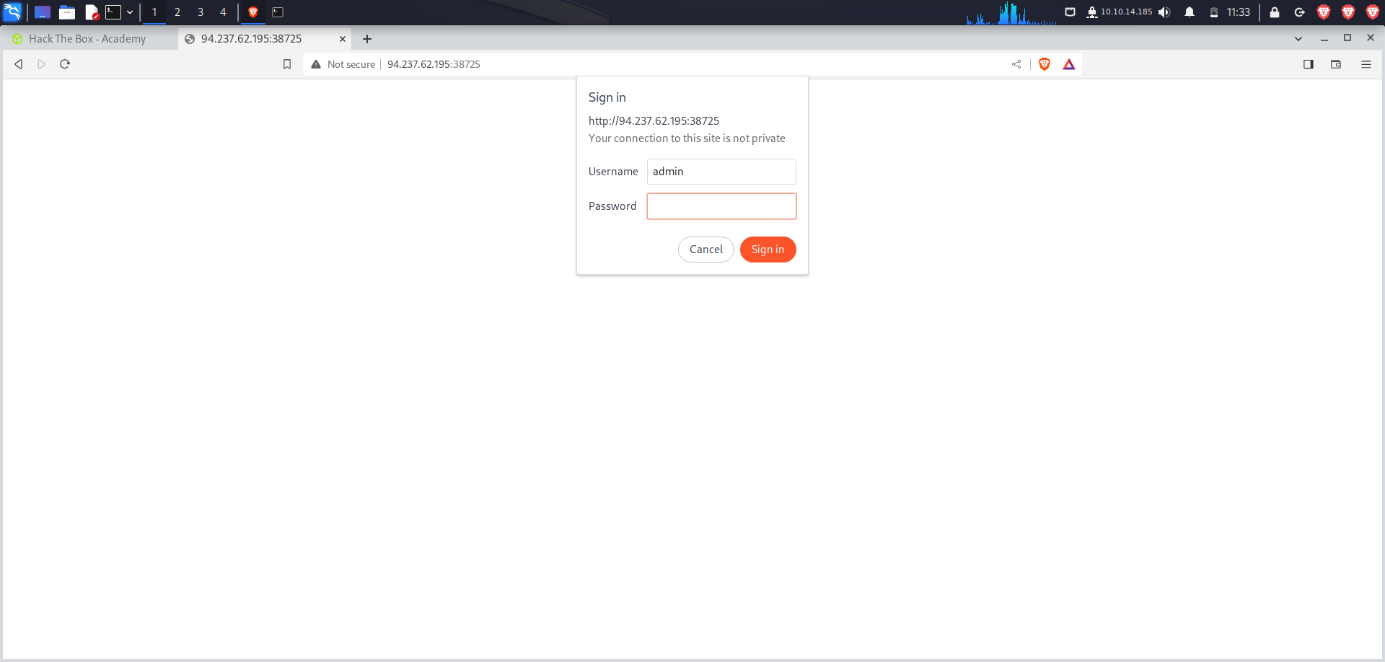 1 2 3 4 10.10.14.185 11:33
Hack The Box - Academy 94.237.62.195:38725
Not secure 94.237.62.195:38725
Sign in
http://94.237.62.195:38725
Your connection to this site is not private
Username admin
Password
Cancel Sign in